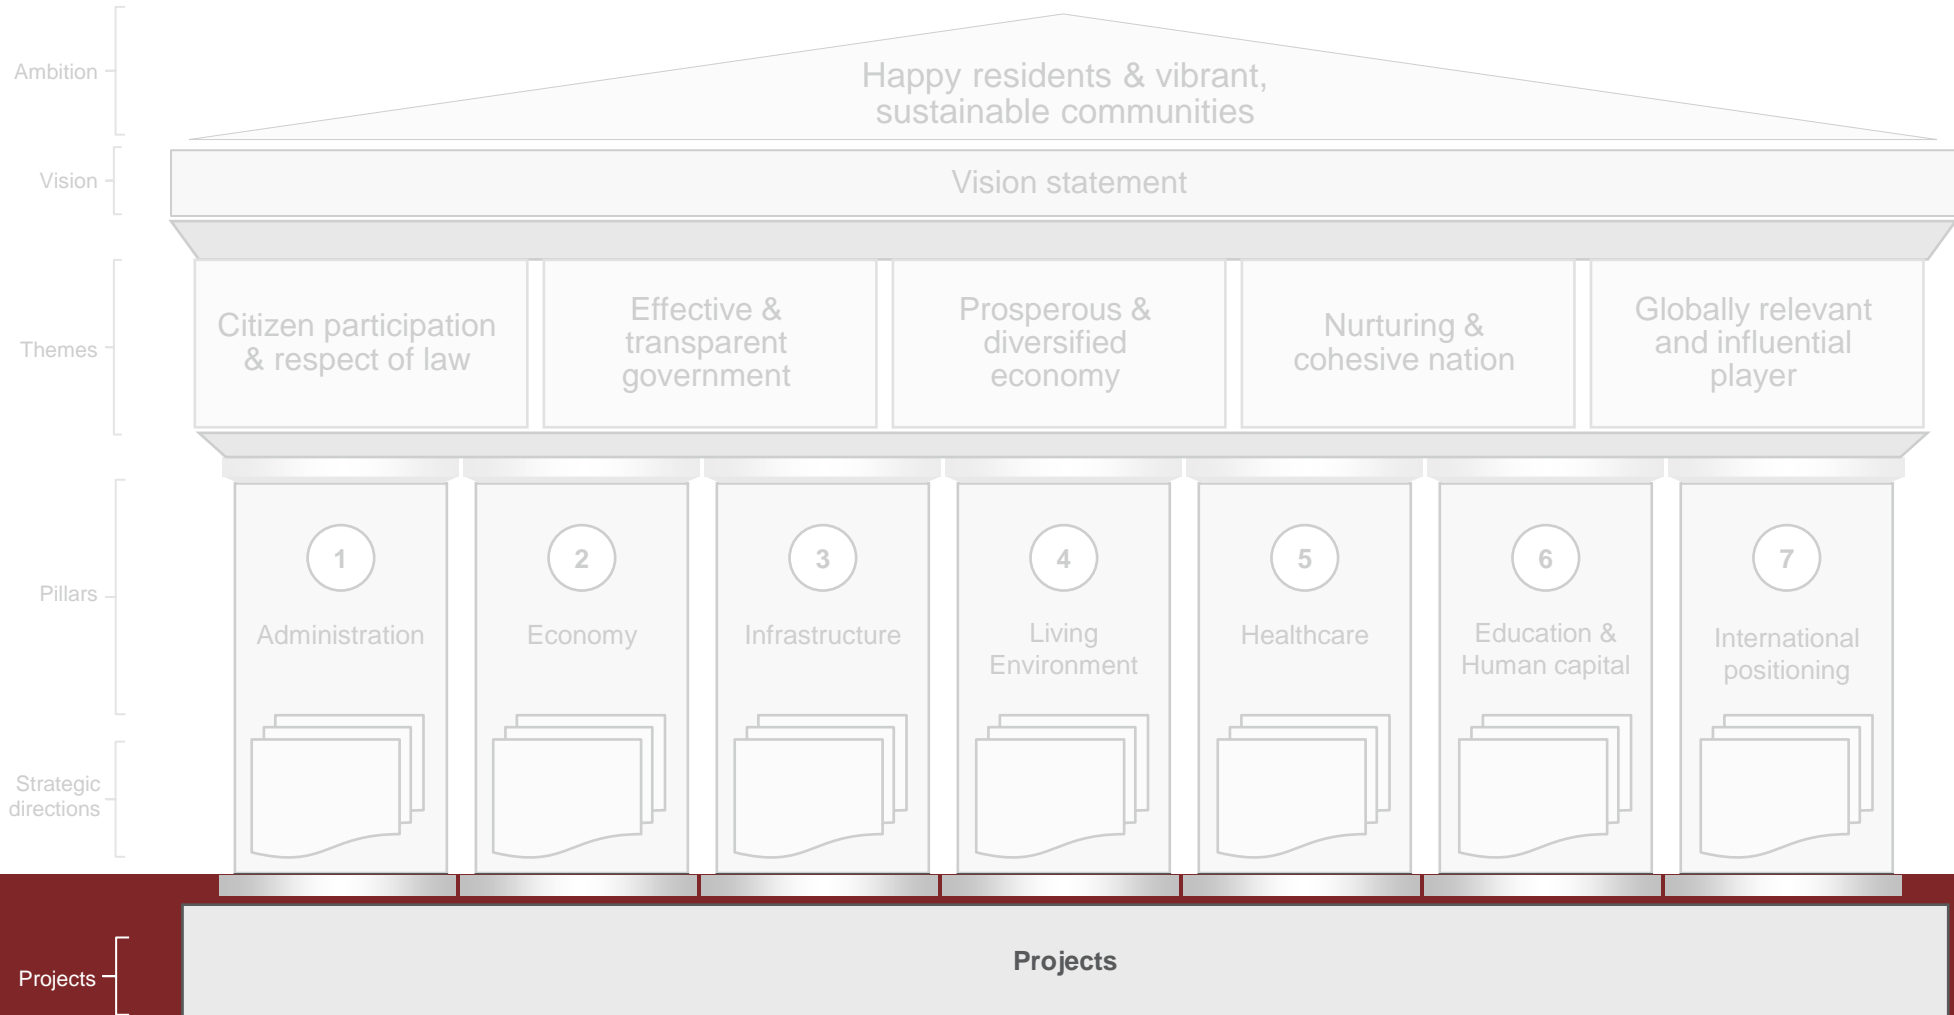 Ambition
Happy residents & vibrant,
sustainable communities
Vision
Vision statement
Themes
Citizen participation
& respect of law
Effective &
transparent
government
Prosperous &
diversified
economy
Nurturing &
cohesive nation
Globally relevant
and influential
player
Pillars
1
Administration
2
Economy
3
Infrastructure
4
Living
Environment
5
Healthcare
6
Education &
Human capital
7
International
positioning
Strategic
directions
Projects
Projects